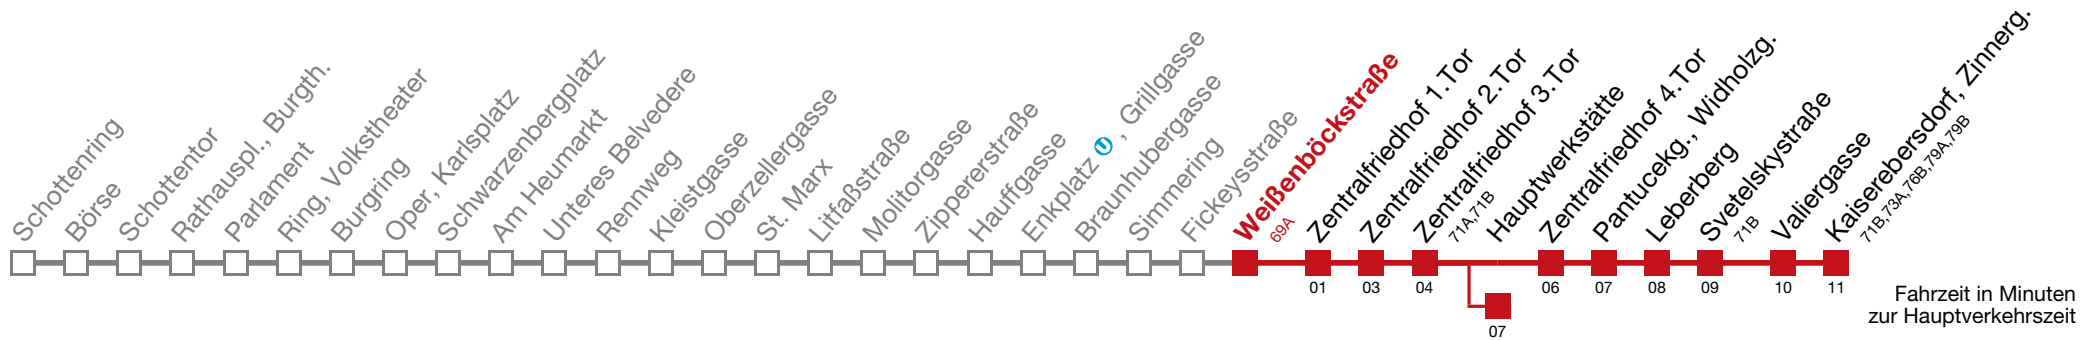 Schottenring
Börse
Schottentor
Rathauspl., Burgth.
Parlament
Ring, Volkstheater
Burgring
Oper, Karlsplatz
Schwarzenbergplatz
Am Heumarkt
Unteres Belvedere
Rennweg
Kleistgasse
Oberzellergasse
St. Marx
Litfaßstraße
Molitorgasse
Zippererstraße
Hauffgasse
Enkplatz U, Grillgasse
Braunhubergasse
Simmering
Fickeysstraße
Weißenböckstraße
69A
Zentralfriedhof 1.Tor
Zentralfriedhof 2.Tor
Zentralfriedhof 3.Tor
71A,71B
Hauptwerkstätte
Zentralfriedhof 4.Tor
Pantucekg., Widholzg.
Leberberg
Svetelskystraße
71B
Valiergasse
Kaiserebersdorf, Zinnerg.
71B,73A,76B,79A,79B
01
03
04
06
07
08
09
10
11
07
Fahrzeit in Minuten
zur Hauptverkehrszeit